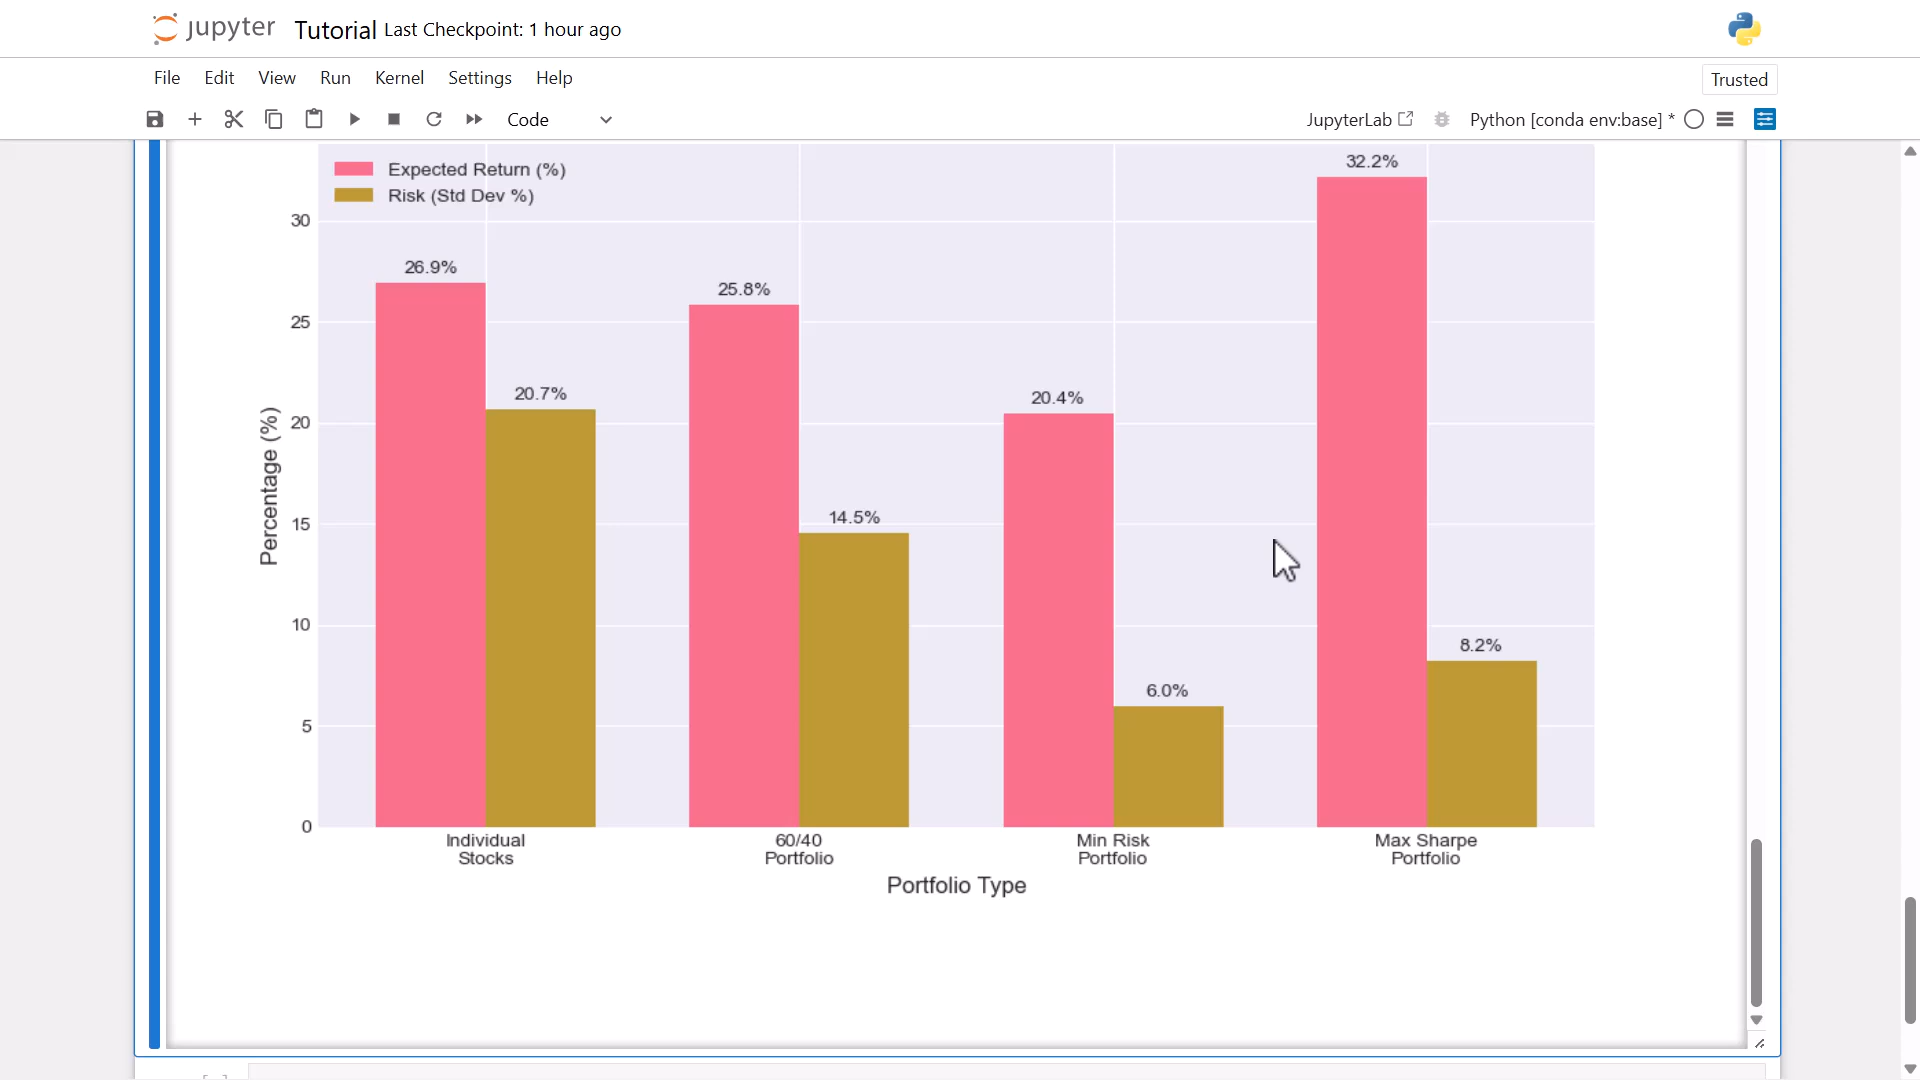 jupyter Tutorial Last Checkpoint: 1 hour ago
File Edit View Run Kernel Settings Help
Trusted
Code
JupyterLab Python [conda env:base] *
Expected Return (%)
Risk (Std Dev %)
32.2%
30
26.9%
25.8%
25
20.7%
20.4%
20
14.5%
15
10
8.2%
6.0%
5
0
Percentage (%)
Individual
Stocks
60/40
Portfolio
Min Risk
Portfolio
Max Sharpe
Portfolio
Portfolio Type